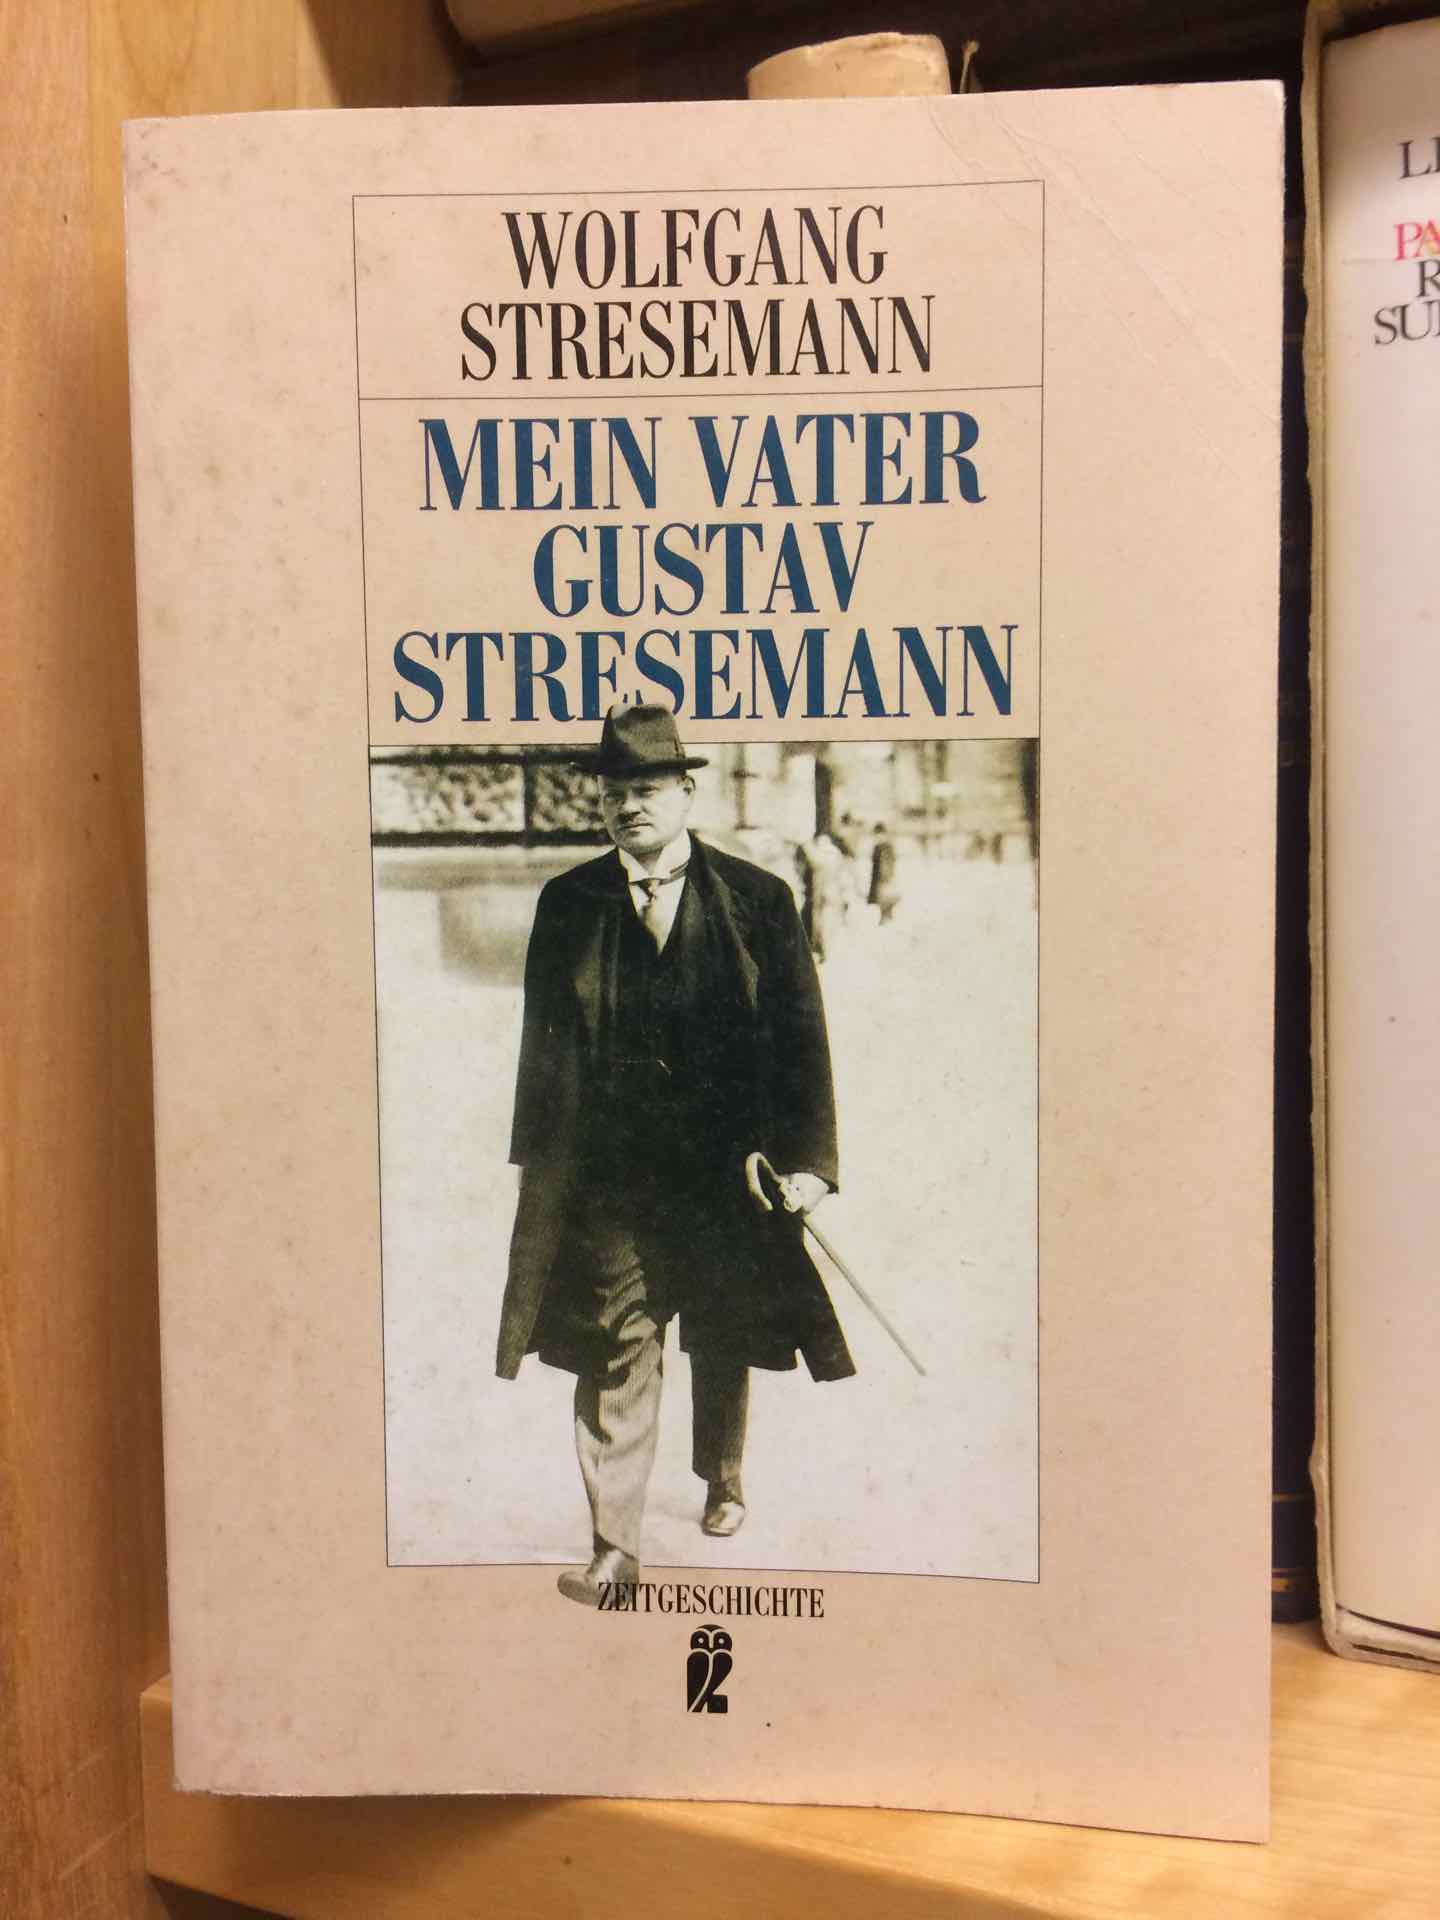 WOLFGANG
STRESEMANN
MEIN VATER
GUSTAV
STRESEMANN
ZEITGESCHICHTE